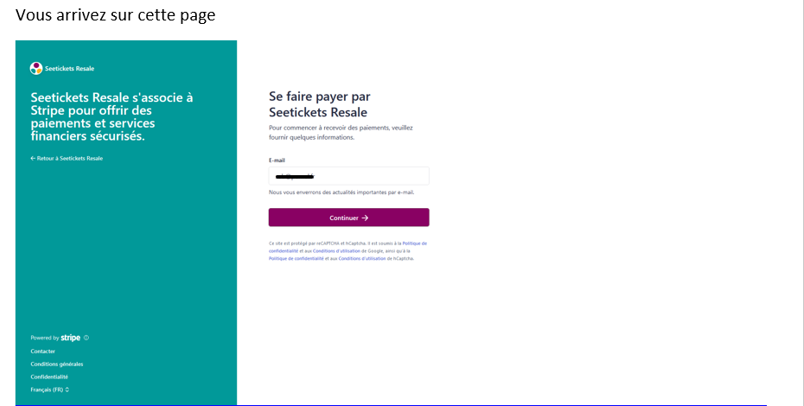 Vous arrivez sur cette page
Seetickets Resale
Seetickets Resale s'associe à
Stripe pour offrir des
paiements et services
financiers sécurisés.
← Retour à Seetickets Resale
Powered by stripe
Contacter
Conditions générales
Confidentialité
Français (FR)
Se faire payer par
Seetickets Resale
Pour commencer à recevoir des paiements, veuillez
fournir quelques informations.
E-mail
Nous vous enverrons des actualités importantes par e-mail.
Continuer →
Ce site est protégé par reCAPTCHA et hCaptcha. Il est soumis à la Politique de
confidentialité et aux Conditions d'utilisation de Google, ainsi qu'à la
Politique de confidentialité et aux Conditions d'utilisation de hCaptcha.